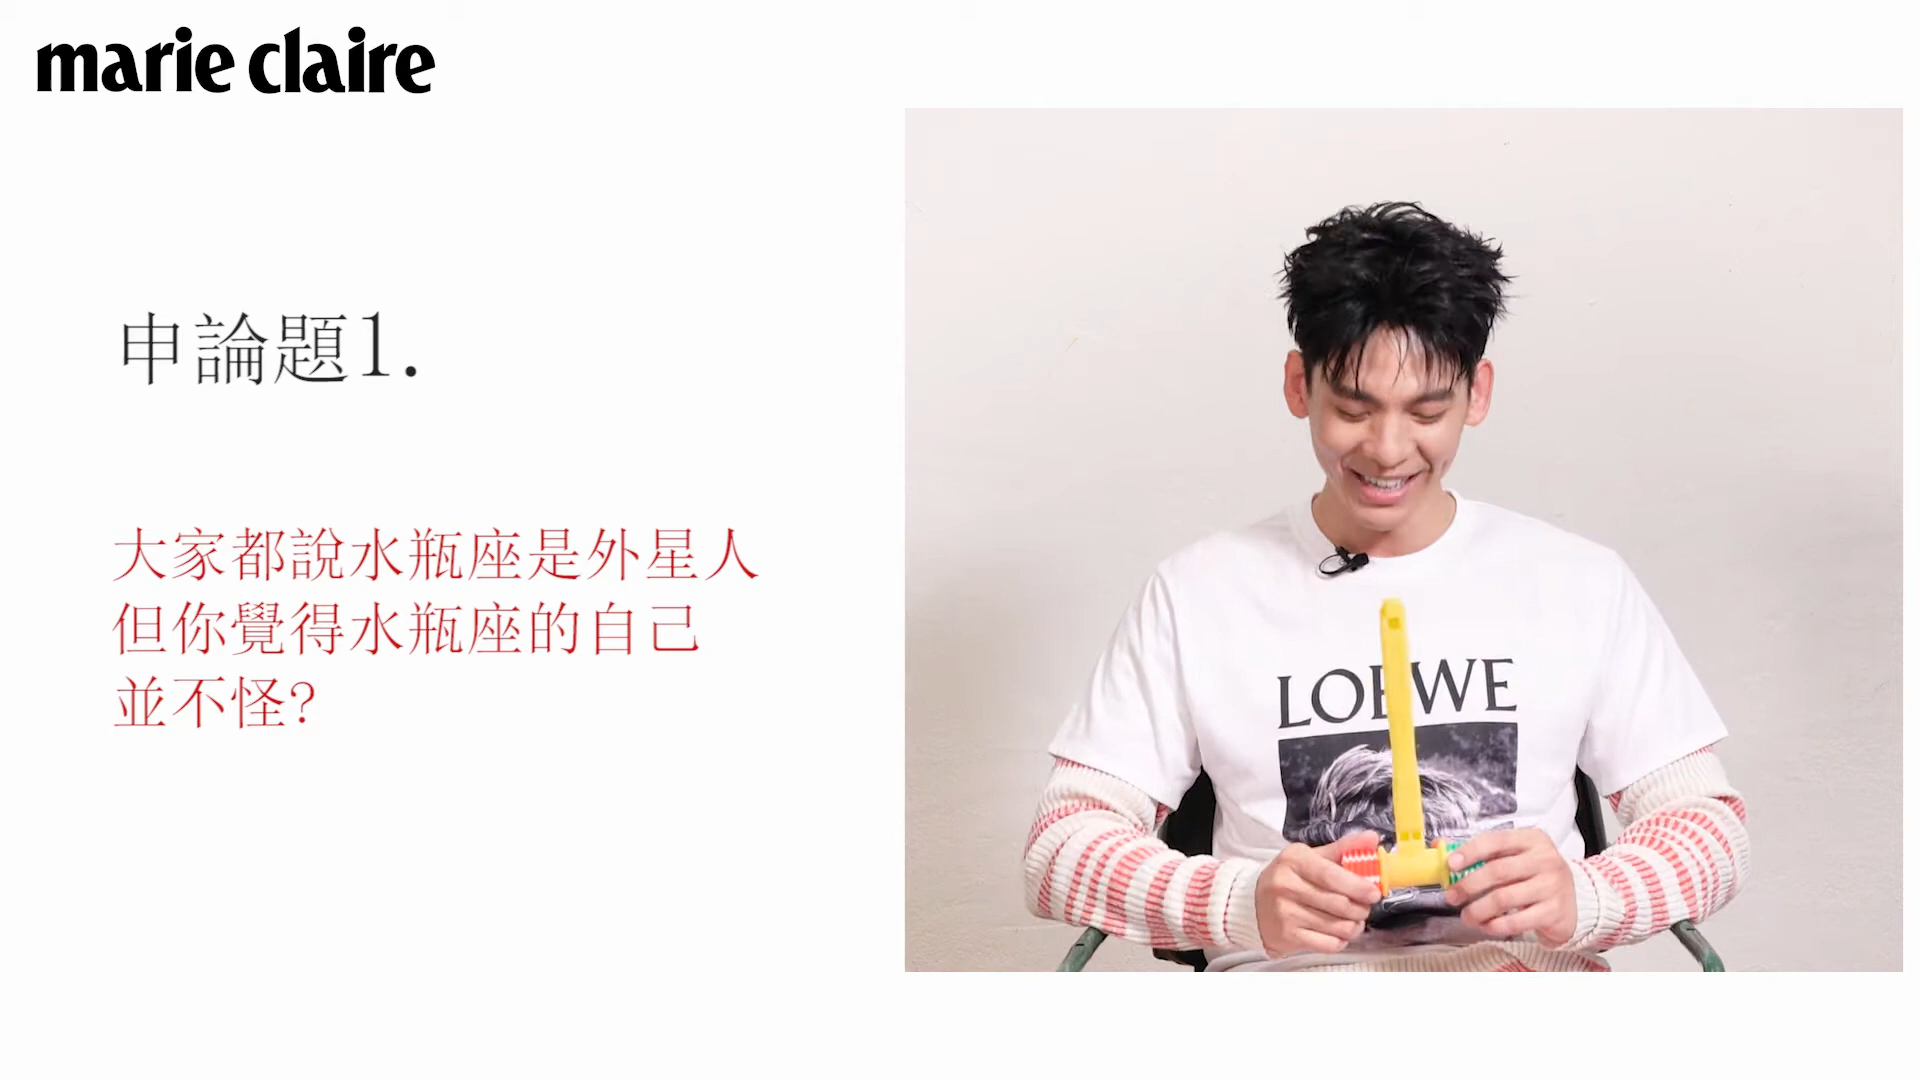 marie claire
申論題1.
大家都說水瓶座是外星人
但你覺得水瓶座的自己
並不怪?
LOEWE